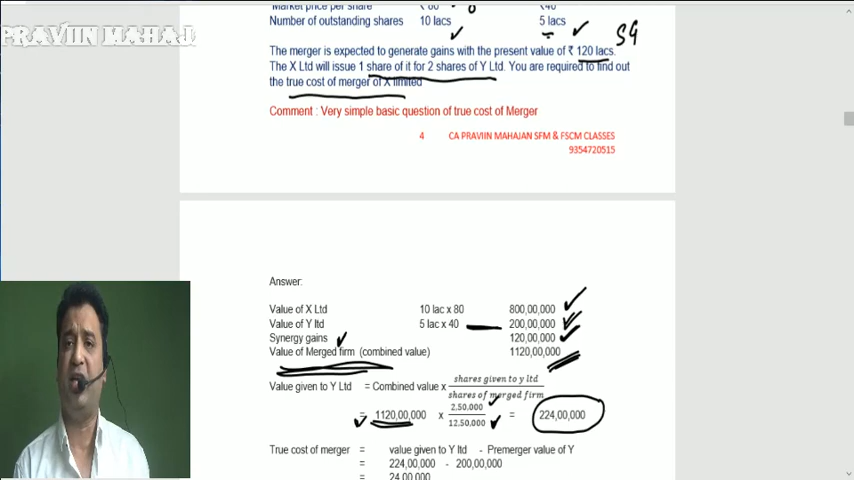 Market price per share ₹ 80 ₹40
Number of outstanding shares 10 lacs 5 lacs
PRAVIIN MAHAJ
SG
The merger is expected to generate gains with the present value of ₹ 120 lacs.
The X Ltd will issue 1 share of it for 2 shares of Y Ltd. You are required to find out
the true cost of merger of X limited
Comment : Very simple basic question of true cost of Merger
4 CA PRAVIIN MAHAJAN SFM & FSCM CLASSES
9354720515
Answer:
Value of X Ltd 10 lac x 80 800,00,000
Value of Y ltd 5 lac x 40 200,00,000
Synergy gains 120,00,000
Value of Merged firm (combined value) 1120,00,000
Value given to Y Ltd = Combined value x shares given to y ltd / shares of merged firm
= 1120,00,000 x 2,50,000 / 12,50,000 = 224,00,000
True cost of merger = value given to Y ltd - Premerger value of Y
= 224,00,000 - 200,00,000
= 24,00,000